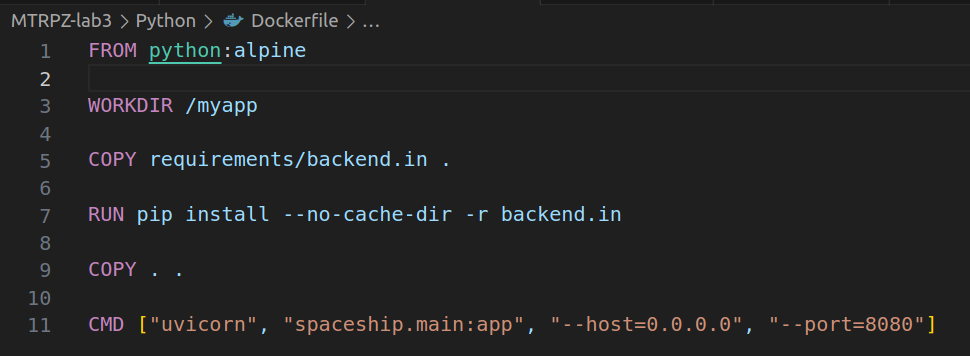 MTRPZ-lab3 > Python > Dockerfile > ...
1 FROM python:alpine
2
3 WORKDIR /myapp
4
5 COPY requirements/backend.in .
6
7 RUN pip install --no-cache-dir -r backend.in
8
9 COPY . .
10
11 CMD ["uvicorn", "spaceship.main:app", "--host=0.0.0.0", "--port=8080"]